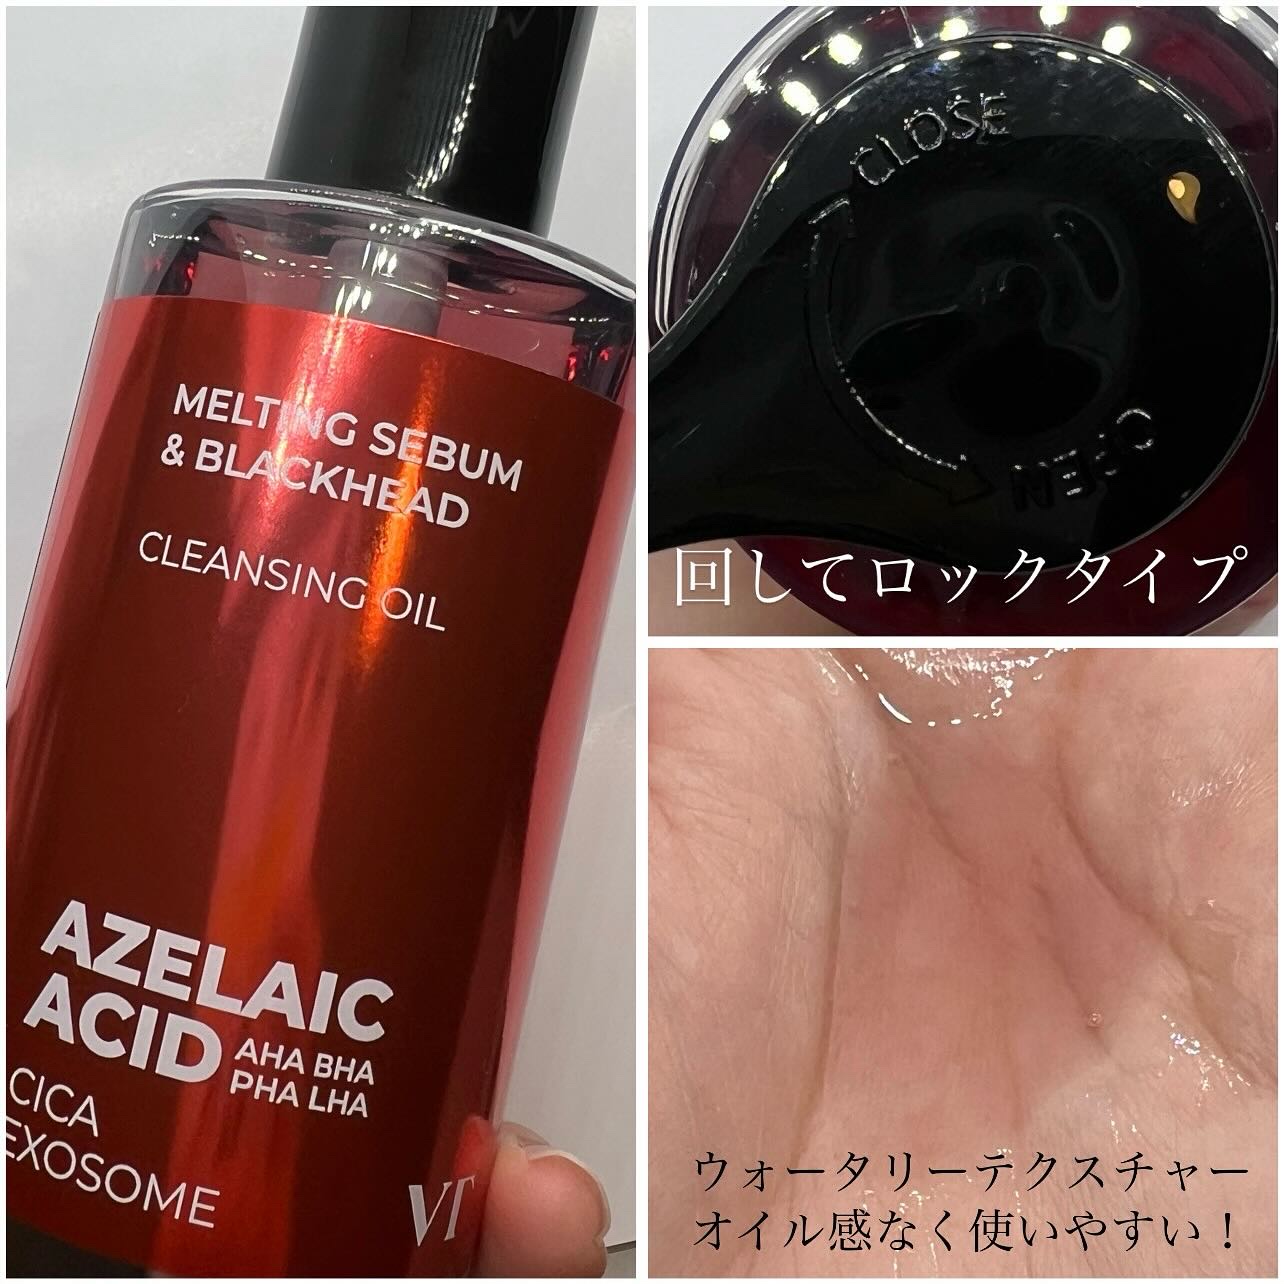 MELTING SEBUM
& BLACKHEAD
CLEANSING OIL
AZELAIC
ACID
AHA BHA
PHA LHA
CICA
EXOSOME
VT
CLOSE
OPEN
回してロックタイプ
ウォータリーテクスチャー
オイル感なく使いやすい！